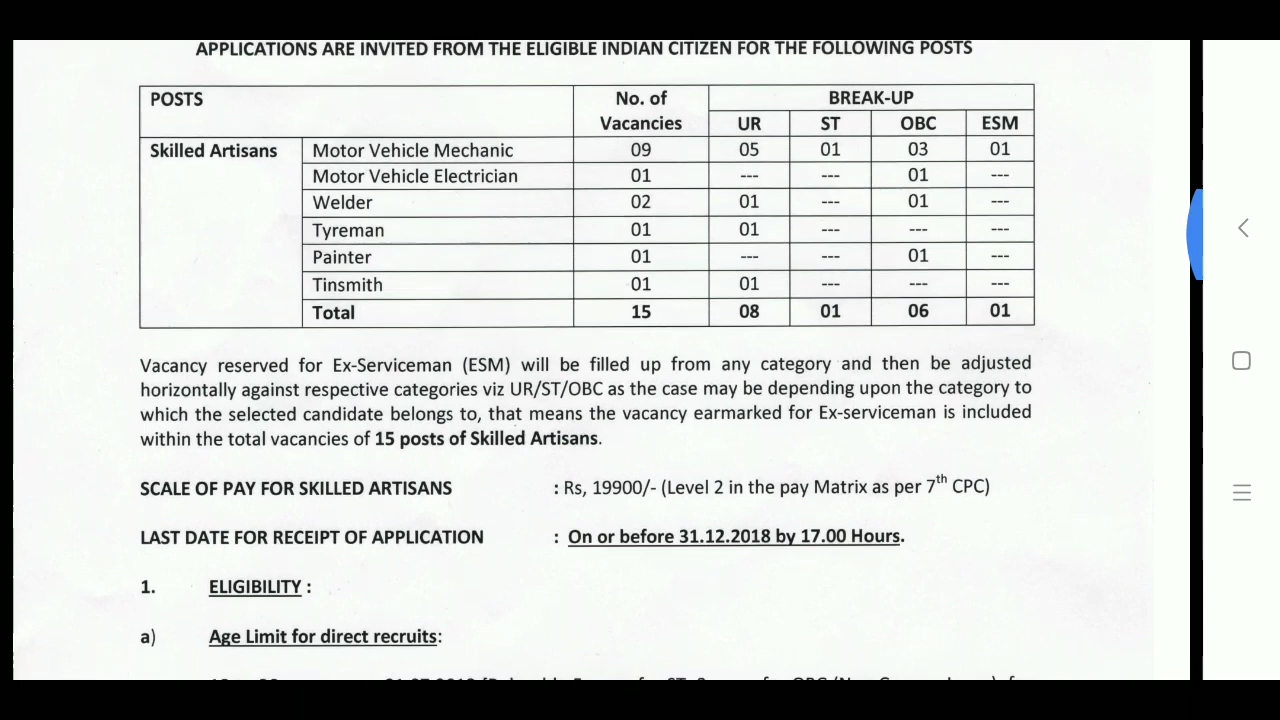 APPLICATIONS ARE INVITED FROM THE ELIGIBLE INDIAN CITIZEN FOR THE FOLLOWING POSTS
POSTS No. of Vacancies BREAK-UP
UR ST OBC ESM
Skilled Artisans Motor Vehicle Mechanic 09 05 01 03 01
Motor Vehicle Electrician 01 --- --- 01 ---
Welder 02 01 --- 01 ---
Tyreman 01 01 --- --- ---
Painter 01 --- --- 01 ---
Tinsmith 01 01 --- --- ---
Total 15 08 01 06 01
Vacancy reserved for Ex-Serviceman (ESM) will be filled up from any category and then be adjusted
horizontally against respective categories viz UR/ST/OBC as the case may be depending upon the category to
which the selected candidate belongs to, that means the vacancy earmarked for Ex-serviceman is included
within the total vacancies of 15 posts of Skilled Artisans.
SCALE OF PAY FOR SKILLED ARTISANS : Rs, 19900/- (Level 2 in the pay Matrix as per 7th CPC)
LAST DATE FOR RECEIPT OF APPLICATION : On or before 31.12.2018 by 17.00 Hours.
1. ELIGIBILITY :
a) Age Limit for direct recruits: